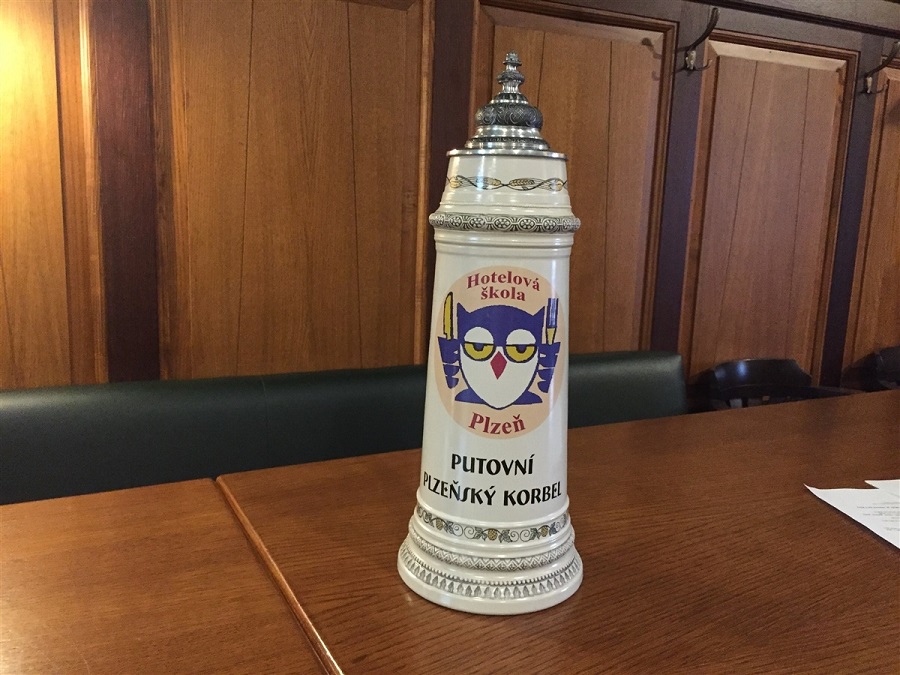 Hotelová
škola
Plzeň
PUTOVNÍ
PLZEŇSKÝ KORBEL